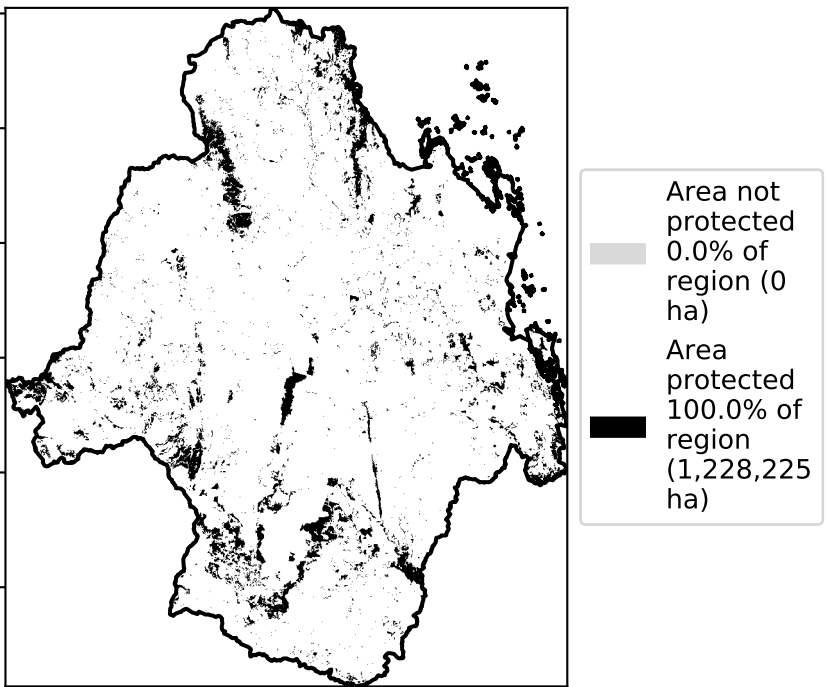 Area not
protected
0.0% of
region (0
ha)
Area
protected
100.0% of
region
(1,228,225
ha)